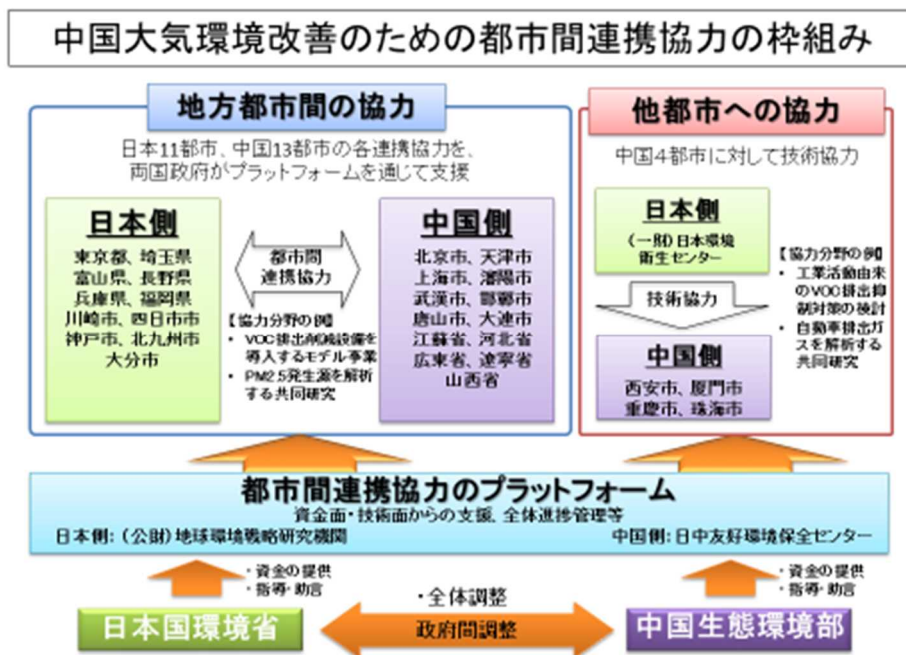 中国大気環境改善のための都市間連携協力の枠組み
地方都市間の協力
日本11都市、中国13都市の各連携協力を、
両国政府がプラットフォームを通じて支援
日本側
東京都、埼玉県
富山県、長野県
兵庫県、福岡県
川崎市、四日市市
神戸市、北九州市
大分市
都市間
連携協力
【協力分野の例】
• VOC排出削減設備を
導入するモデル事業
• PM2.5発生源を解析
する共同研究
中国側
北京市、天津市
上海市、瀋陽市
武漢市、邯鄲市
唐山市、大連市
江蘇省、河北省
広東省、遼寧省
山西省
他都市への協力
中国4都市に対して技術協力
日本側
(一財)日本環境
衛生センター
技術協力
中国側
西安市、厦門市
重慶市、珠海市
【協力分野の例】
• 工業活動由来
のVOC排出抑
制対策の検討
• 自動車排出ガ
スを解析する
共同研究
都市間連携協力のプラットフォーム
資金面・技術面からの支援、全体進捗管理等
日本側:(公財)地球環境戦略研究機関
中国側:日中友好環境保全センター
・資金の提供
・指導・助言
・全体調整
・資金の提供
・指導・助言
日本国環境省
政府間調整
中国生態環境部